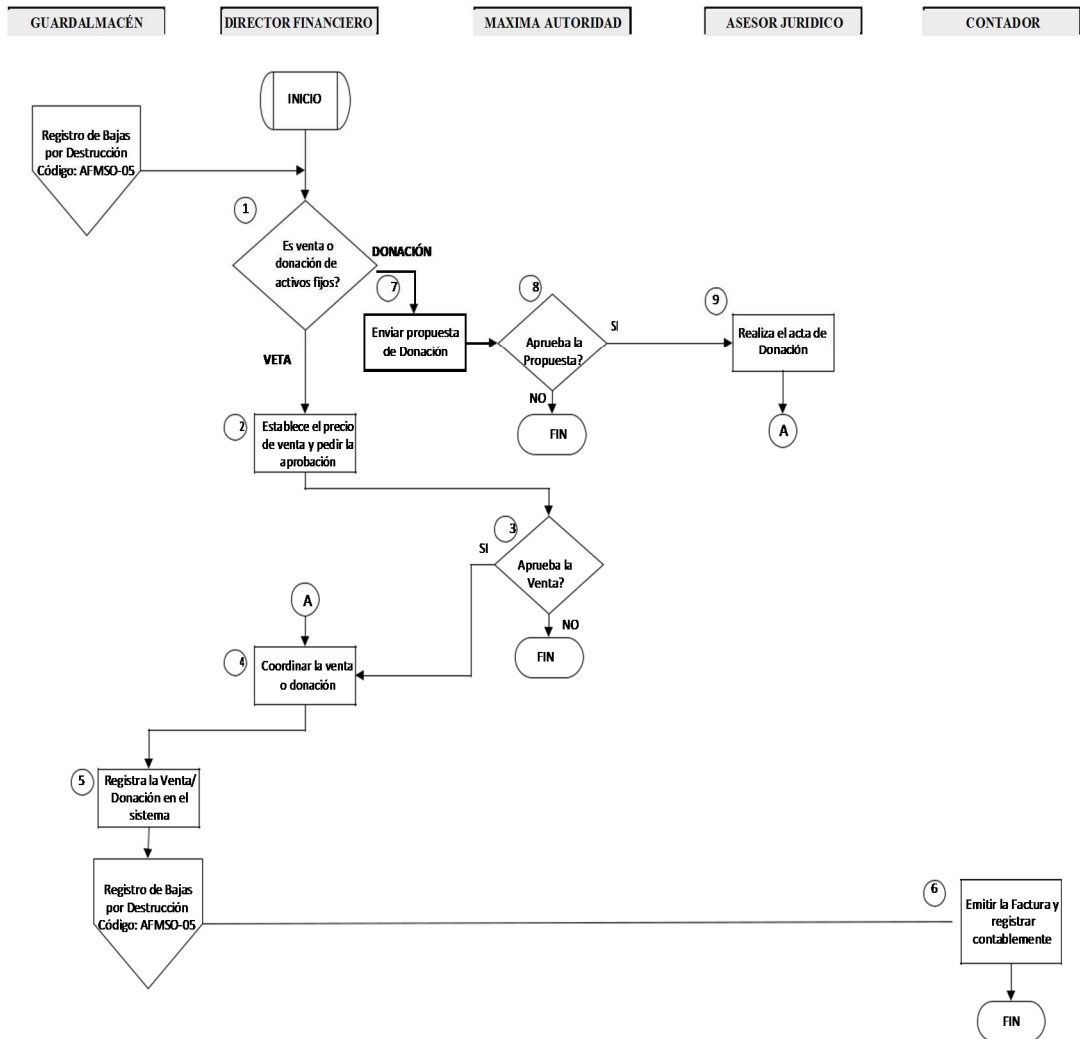 GUARDALMACÉN
DIRECTOR FINANCIERO
MAXIMA AUTORIDAD
ASESOR JURIDICO
CONTADOR
INICIO
Registro de Bajas
por Destrucción
Código: AFMSO-05
1
Es venta o
donación de
activos fijos?
DONACIÓN
7
Enviar propuesta
de Donación
8
Aprueba la
Propuesta?
SI
9
Realiza el acta de
Donación
VETA
NO
FIN
A
2
Establece el precio
de venta y pedir la
aprobación
3
SI
Aprueba la
Venta?
NO
FIN
A
4
Coordinar la venta
o donación
5
Registra la Venta/
Donación en el
sistema
Registro de Bajas
por Destrucción
Código: AFMSO-05
6
Emitir la Factura y
registrar
contablemente
FIN